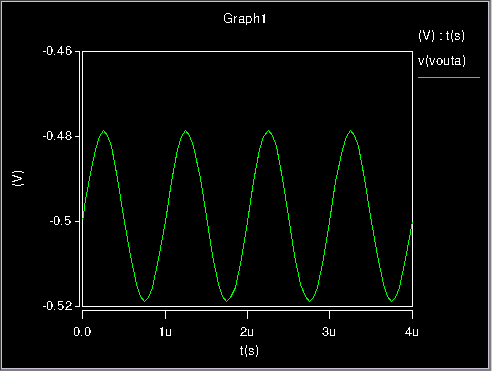 Graph1
(V) : t(s)
v(vouta)
-0.46
-0.48
-0.5
-0.52
(V)
0.0 1u 2u 3u 4u
t(s)